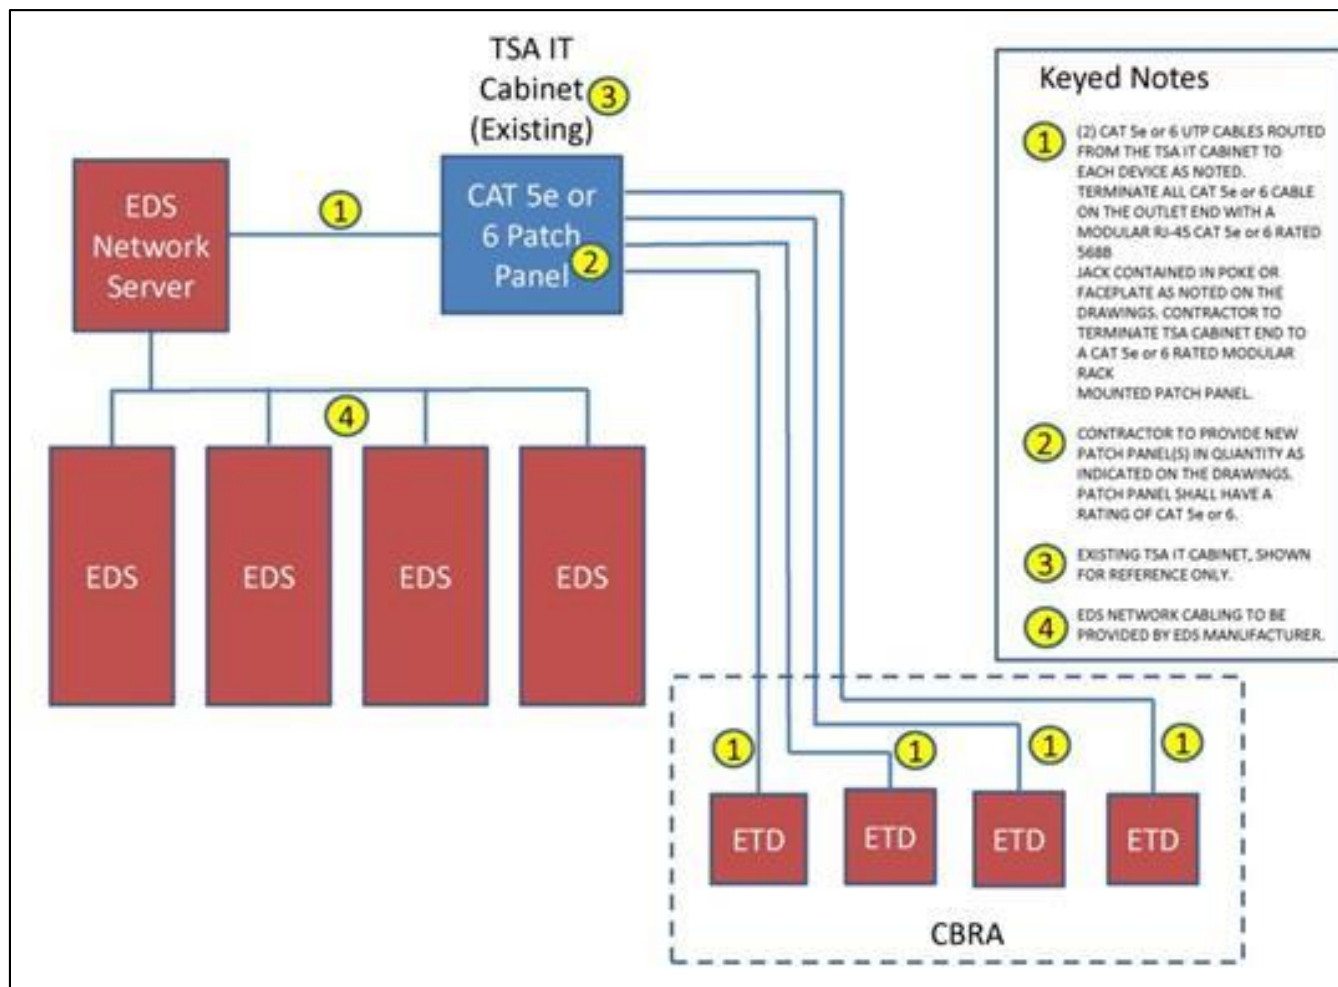 TSA IT
Cabinet
(Existing)
3
EDS
Network
Server
1
CAT 5e or
6 Patch
Panel
2
4
EDS
EDS
EDS
EDS
Keyed Notes
1
(2) CAT 5e or 6 UTP CABLES ROUTED
FROM THE TSA IT CABINET TO
EACH DEVICE AS NOTED.
TERMINATE ALL CAT 5e or 6 CABLE
ON THE OUTLET END WITH A
MODULAR RJ-45 CAT 5e or 6 RATED
568B
JACK CONTAINED IN POKE OR
FACEPLATE AS NOTED ON THE
DRAWINGS. CONTRACTOR TO
TERMINATE TSA CABINET END TO
A CAT 5e or 6 RATED MODULAR
RACK
MOUNTED PATCH PANEL.
2
CONTRACTOR TO PROVIDE NEW
PATCH PANEL(S) IN QUANTITY AS
INDICATED ON THE DRAWINGS.
PATCH PANEL SHALL HAVE A
RATING OF CAT 5e or 6.
3
EXISTING TSA IT CABINET, SHOWN
FOR REFERENCE ONLY.
4
EDS NETWORK CABLING TO BE
PROVIDED BY EDS MANUFACTURER.
1
1
1
1
ETD
ETD
ETD
ETD
CBRA